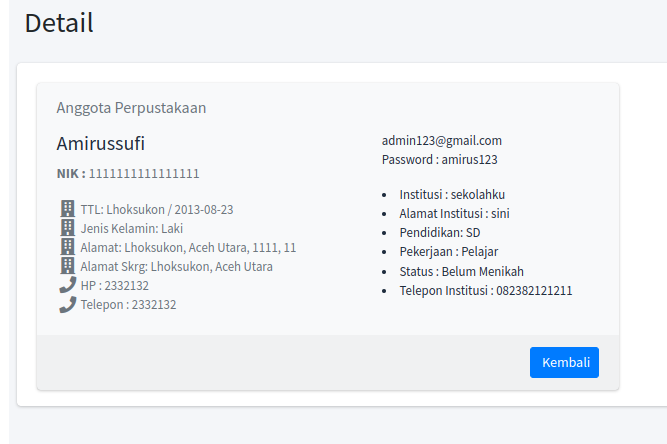 Detail
Anggota Perpustakaan
Amirussufi
NIK : 1111111111111111
TTL: Lhoksukon / 2013-08-23
Jenis Kelamin: Laki
Alamat: Lhoksukon, Aceh Utara, 1111, 11
Alamat Skrg: Lhoksukon, Aceh Utara
HP : 2332132
Telepon : 2332132
admin123@gmail.com
Password : amirus123
Institusi : sekolahku
Alamat Institusi : sini
Pendidikan: SD
Pekerjaan : Pelajar
Status : Belum Menikah
Telepon Institusi : 082382121211
Kembali